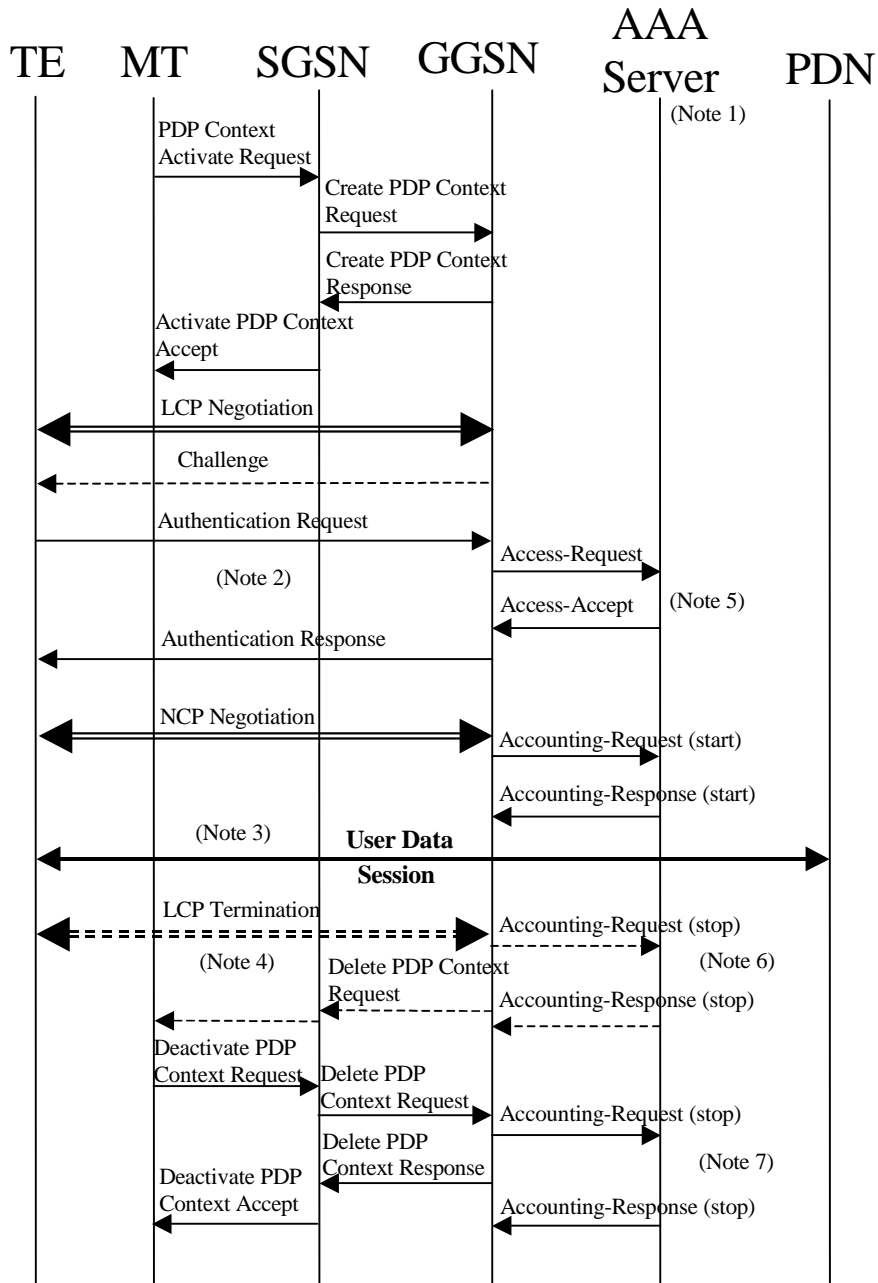 TE MT SGSN GGSN AAA Server PDN
(Note 1)
PDP Context
Activate Request
Create PDP Context
Request
Create PDP Context
Response
Activate PDP Context
Accept
LCP Negotiation
Challenge
Authentication Request
Access-Request
(Note 2)
(Note 5)
Access-Accept
Authentication Response
NCP Negotiation
Accounting-Request (start)
Accounting-Response (start)
(Note 3)
User Data
Session
LCP Termination
Accounting-Request (stop)
(Note 4)
(Note 6)
Delete PDP Context
Request
Accounting-Response (stop)
Deactivate PDP
Context Request
Delete PDP
Context Request
Accounting-Request (stop)
Delete PDP
Context Response
(Note 7)
Deactivate PDP
Context Accept
Accounting-Response (stop)